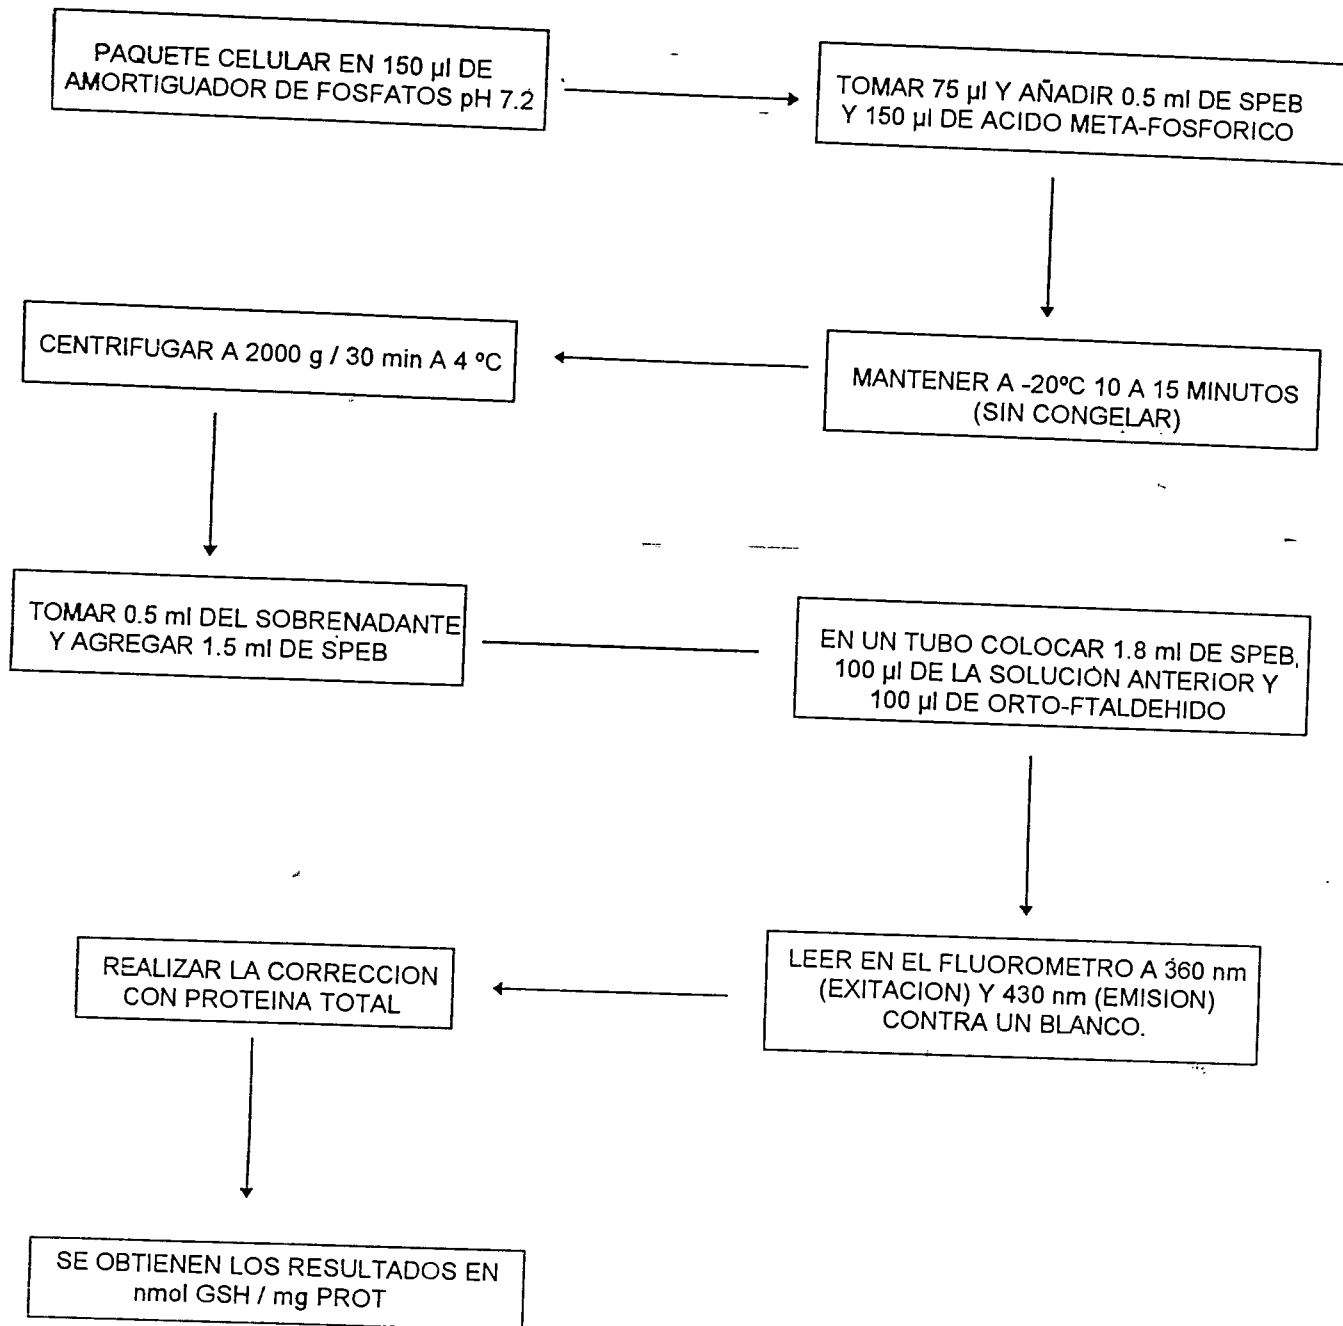 PAQUETE CELULAR EN 150 µl DE
AMORTIGUADOR DE FOSFATOS pH 7.2
TOMAR 75 µl Y AÑADIR 0.5 ml DE SPEB
Y 150 µl DE ACIDO META-FOSFORICO
MANTENER A -20ºC 10 A 15 MINUTOS
(SIN CONGELAR)
CENTRIFUGAR A 2000 g / 30 min A 4 ºC
TOMAR 0.5 ml DEL SOBRENADANTE
Y AGREGAR 1.5 ml DE SPEB
EN UN TUBO COLOCAR 1.8 ml DE SPEB,
100 µl DE LA SOLUCIÓN ANTERIOR Y
100 µl DE ORTO-FTALDEHIDO
LEER EN EL FLUOROMETRO A 360 nm
(EXITACION) Y 430 nm (EMISION)
CONTRA UN BLANCO.
REALIZAR LA CORRECCION
CON PROTEINA TOTAL
SE OBTIENEN LOS RESULTADOS EN
nmol GSH / mg PROT